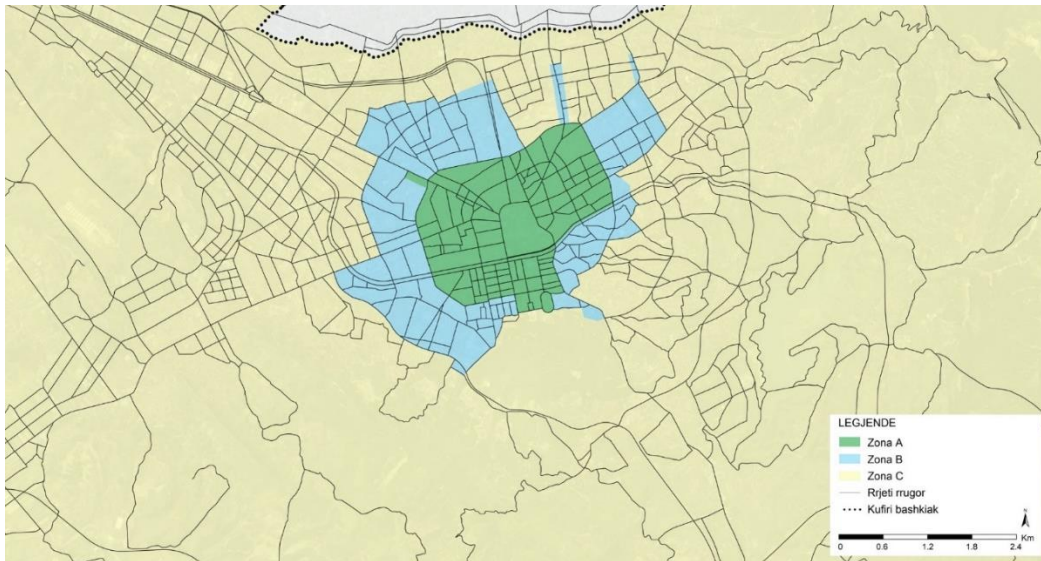 LEGJENDE
Zona A
Zona B
Zona C
Rrjeti rrugor
Kufiri bashkiak
N
Km
0 0.6 1.2 1.8 2.4